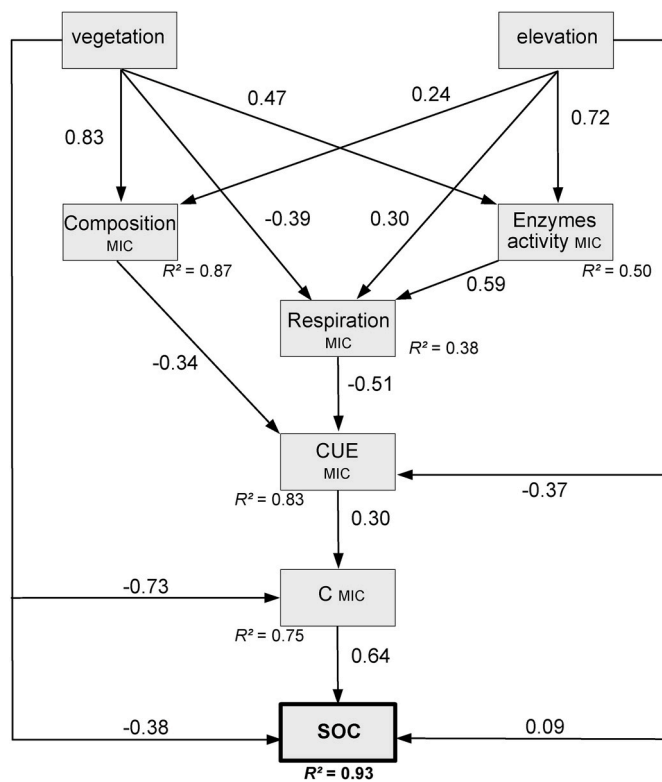 vegetation
elevation
0.47
0.24
0.83
0.72
Composition
MIC
-0.39
0.30
Enzymes
activity MIC
R² = 0.87
R² = 0.50
0.59
Respiration
MIC
R² = 0.38
-0.34
-0.51
CUE
MIC
-0.37
R² = 0.83
0.30
-0.73
C MIC
R² = 0.75
0.64
-0.38
SOC
0.09
R² = 0.93